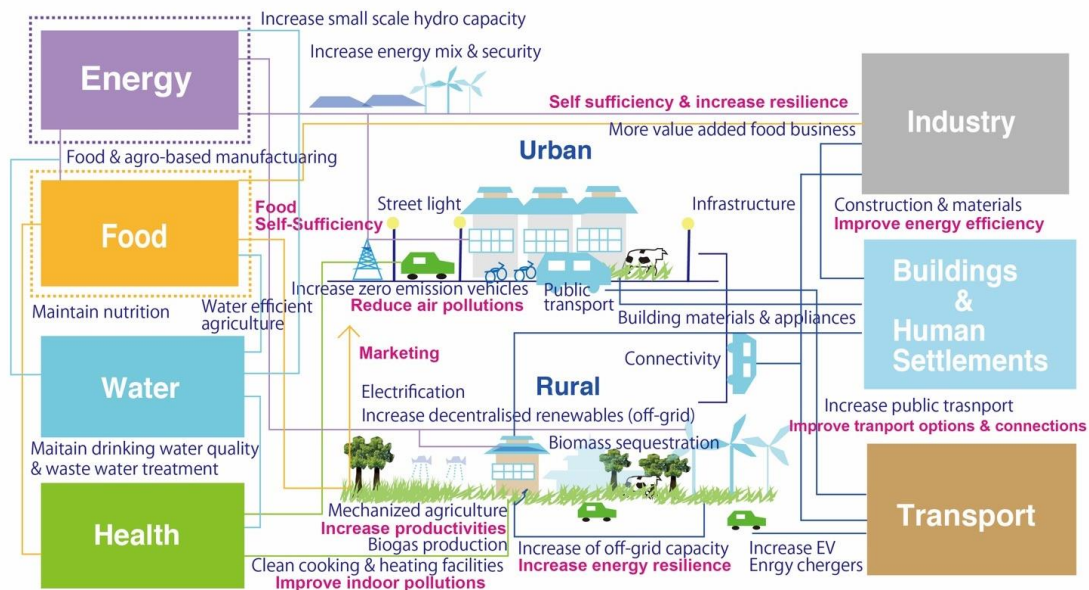 Increase small scale hydro capacity
Energy
Increase energy mix & security
Self sufficiency & increase resilience
More value added food business
Industry
Food & agro-based manufactuaring
Urban
Food
Food
Self-Sufficiency
Street light
Infrastructure
Construction & materials
Improve energy efficiency
Increase zero emission vehicles
Reduce air pollutions
Public
transport
Buildings
&
Human
Settlements
Maintain nutrition
Water efficient
agriculture
Building materials & appliances
Water
Marketing
Connectivity
Electrification
Rural
Increase decentralised renewables (off-grid)
Increase public trasnport
Improve tranport options & connections
Biomass sequestration
Maitain drinking water quality
& waste water treatment
Health
Mechanized agriculture
Increase productivities
Biogas production
Clean cooking & heating facilities
Improve indoor pollutions
Increase of off-grid capacity
Increase energy resilience
Increase EV
Enrgy chergers
Transport